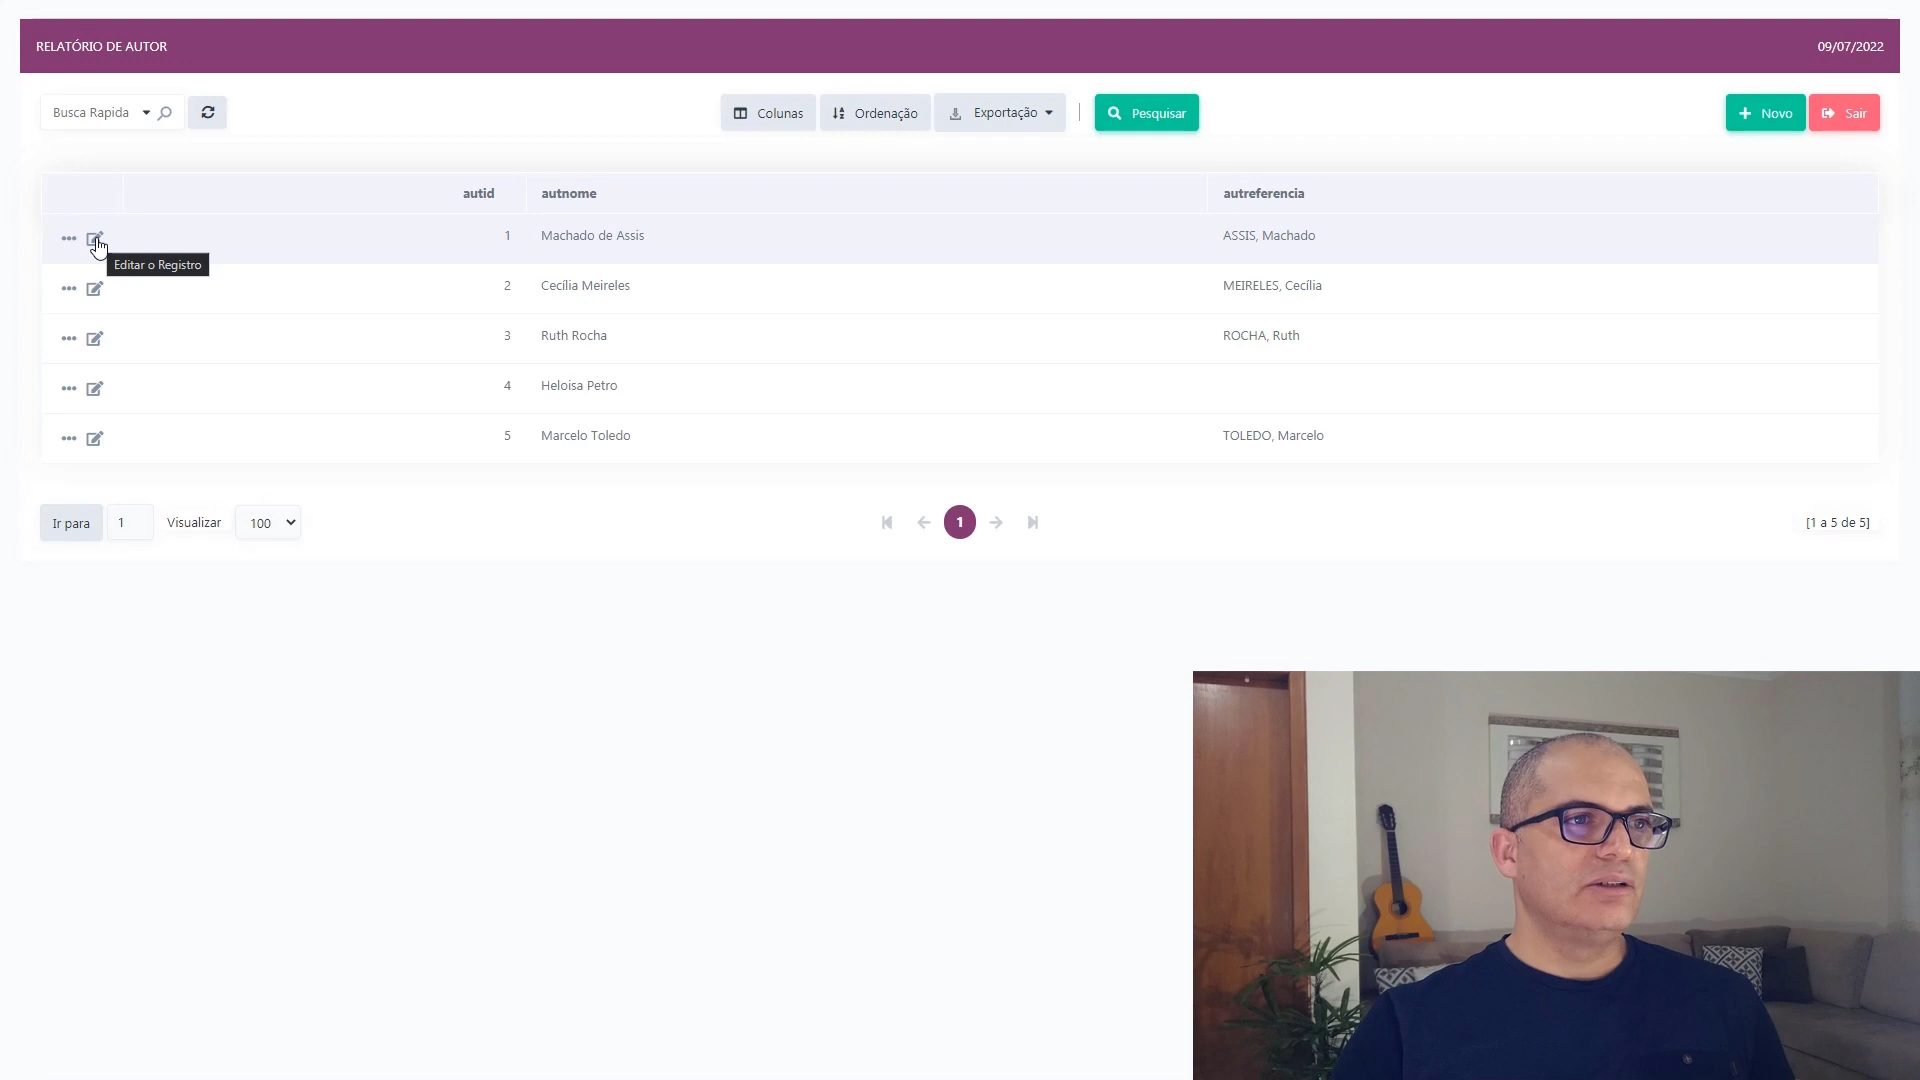 RELATÓRIO DE AUTOR 09/07/2022
Busca Rapida Colunas Ordenação Exportação Pesquisar Novo Sair
autid autnome autreferencia
1 Machado de Assis ASSIS, Machado
Editar o Registro
2 Cecília Meireles MEIRELES, Cecília
3 Ruth Rocha ROCHA, Ruth
4 Heloisa Petro
5 Marcelo Toledo TOLEDO, Marcelo
Ir para 1 Visualizar 100 1 [1 a 5 de 5]